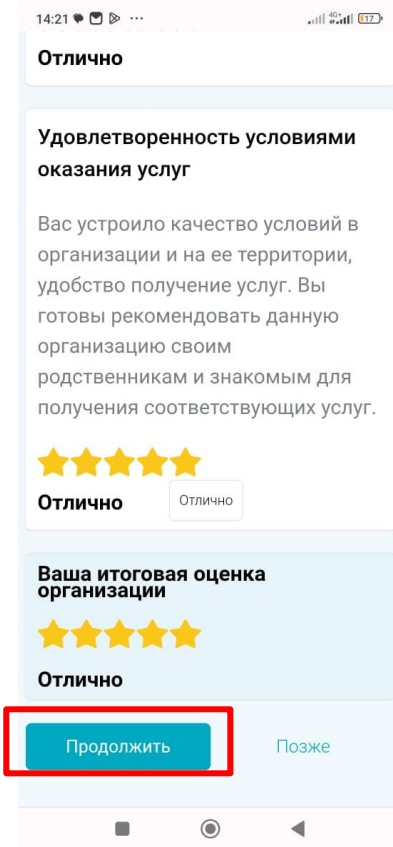 14:21
4G+
17
Отлично
Удовлетворенность условиями
оказания услуг
Вас устроило качество условий в
организации и на ее территории,
удобство получение услуг. Вы
готовы рекомендовать данную
организацию своим
родственникам и знакомым для
получения соответствующих услуг.
Отлично
Отлично
Ваша итоговая оценка
организации
Отлично
Продолжить
Позже